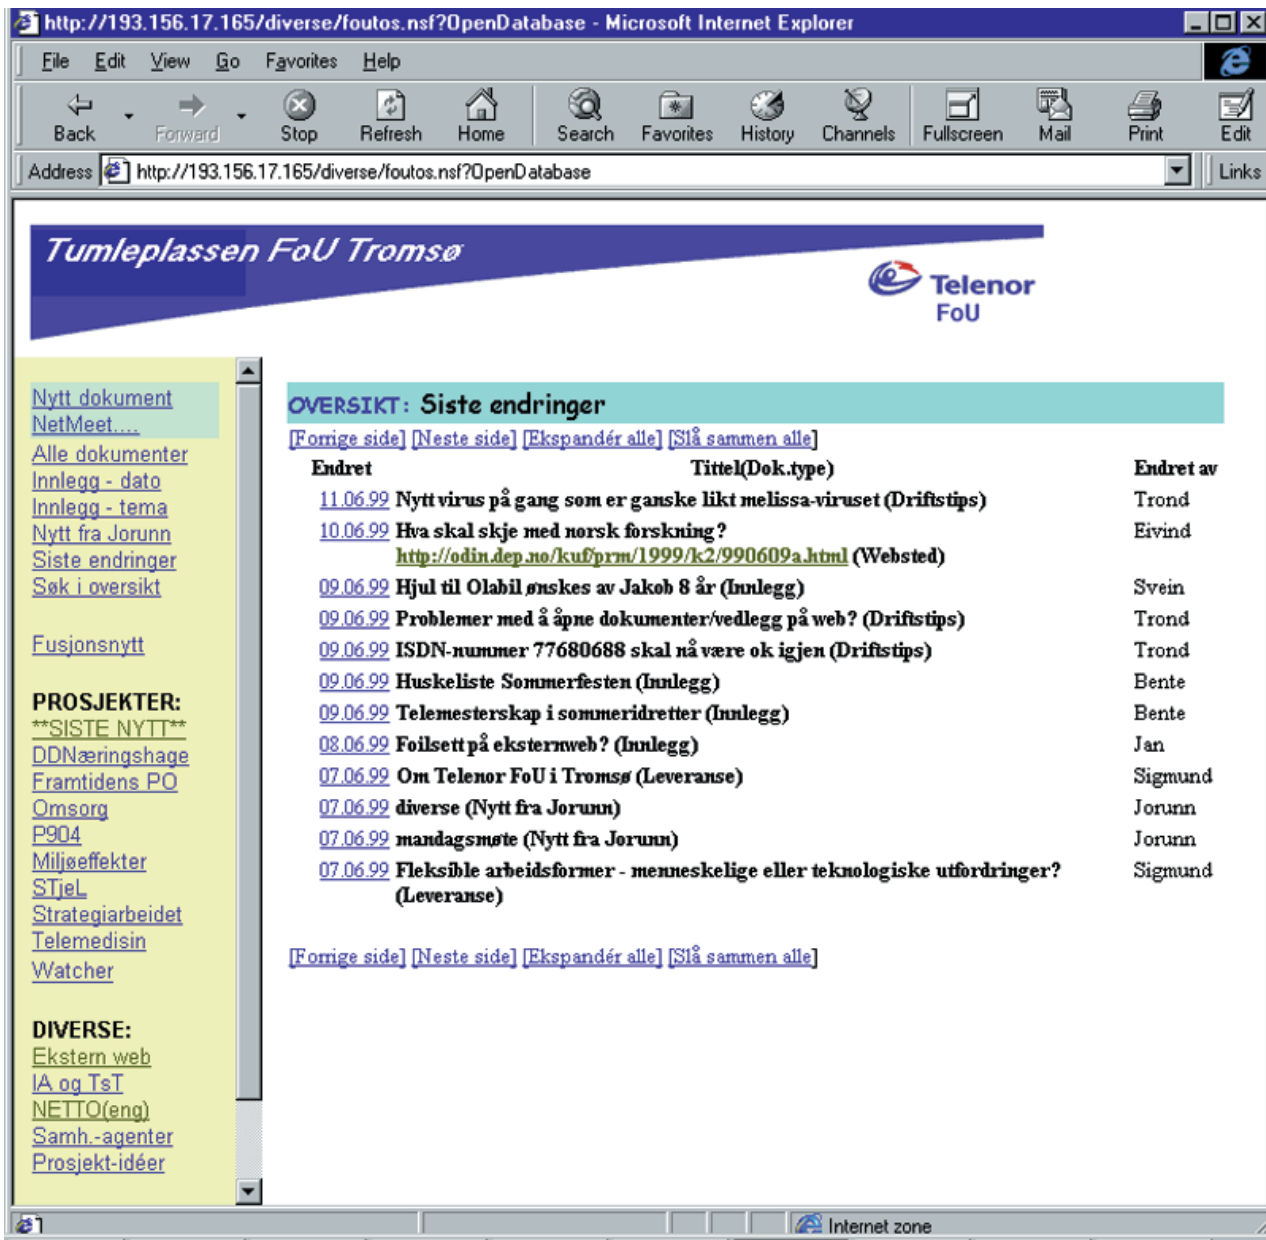 http://193.156.17.165/diverse/foutos.nsf?OpenDatabase - Microsoft Internet Explorer
File Edit View Go Favorites Help
Back Forward Stop Refresh Home Search Favorites History Channels Fullscreen Mail Print Edit
Address http://193.156.17.165/diverse/foutos.nsf?OpenDatabase Links
Tumleplassen FoU Tromsø
Telenor
FoU
Nytt dokument
NetMeet....
Alle dokumenter
Innlegg - dato
Innlegg - tema
Nytt fra Jorunn
Siste endringer
Søk i oversikt
Fusjonsnytt
PROSJEKTER:
**SISTE NYTT**
DDNæringshage
Framtidens PO
Omsorg
P904
Miljøeffekter
STjeL
Strategiarbeidet
Telemedisin
Watcher
DIVERSE:
Ekstern web
IA og TsT
NETTO(eng)
Samh.-agenter
Prosjekt-idéer
OVERSIKT: Siste endringer
[Forrige side] [Neste side] [Ekspandér alle] [Slå sammen alle]
Endret Tittel(Dok.type) Endret av
11.06.99 Nytt virus på gang som er ganske likt melissa-viruset (Driftstips) Trond
10.06.99 Hva skal skje med norsk forskning? Eivind
http://odin.dep.no/kuf/prm/1999/k2/990609a.html (Websted)
09.06.99 Hjul til Olabil ønskes av Jakob 8 år (Innlegg) Svein
09.06.99 Problemer med å åpne dokumenter/vedlegg på web? (Driftstips) Trond
09.06.99 ISDN-nummer 77680688 skal nå være ok igjen (Driftstips) Trond
09.06.99 Huskeliste Sommerfesten (Innlegg) Bente
09.06.99 Telemesterskap i sommeridretter (Innlegg) Bente
08.06.99 Foilsett på eksternweb? (Innlegg) Jan
07.06.99 Om Telenor FoU i Tromsø (Leveranse) Sigmund
07.06.99 diverse (Nytt fra Jorunn) Jorunn
07.06.99 mandagsmøte (Nytt fra Jorunn) Jorunn
07.06.99 Fleksible arbeidsformer - menneskelige eller teknologiske utfordringer? Sigmund
(Leveranse)
[Forrige side] [Neste side] [Ekspandér alle] [Slå sammen alle]
Internet zone